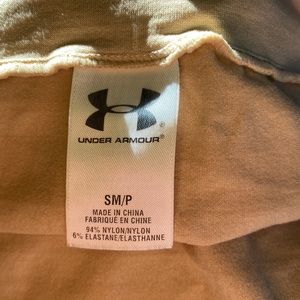 UNDER ARMOUR®
SM/P
MADE IN CHINA
FABRIQUÉ EN CHINE
94% NYLON/NYLON
6% ELASTANE/ELASTHANNE